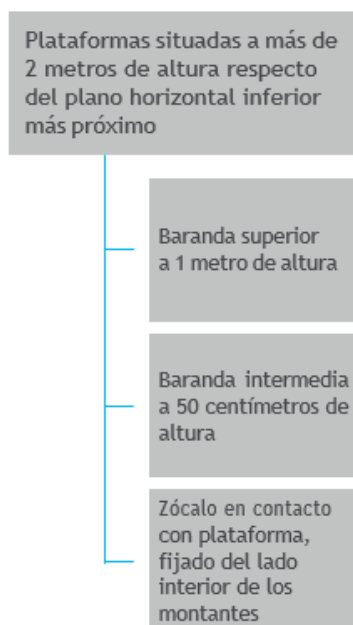 Plataformas situadas a más de
2 metros de altura respecto
del plano horizontal inferior
más próximo
Baranda superior
a 1 metro de altura
Baranda intermedia
a 50 centímetros de
altura
Zócalo en contacto
con plataforma,
fijado del lado
interior de los
montantes